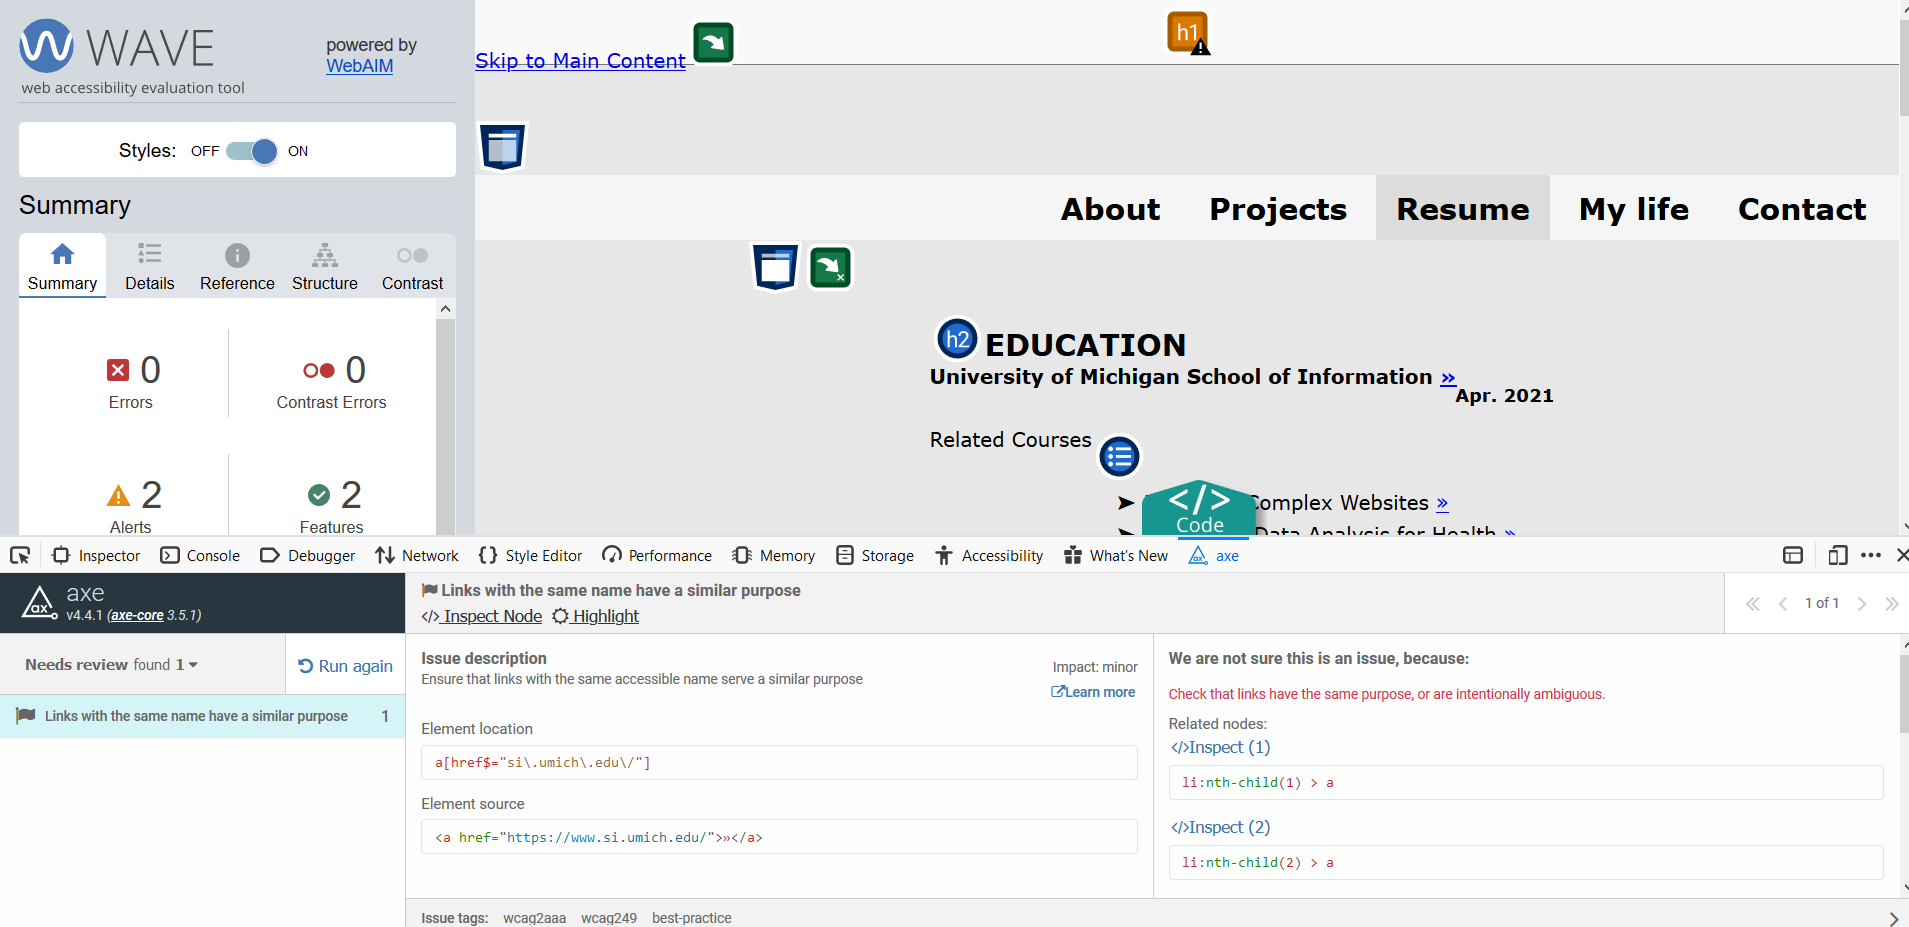 WAVE
powered by
WebAIM
web accessibility evaluation tool
Styles: OFF ON
Summary
Summary Details Reference Structure Contrast
0 0
Errors Contrast Errors
2 2
Alerts Features
Skip to Main Content
h1
About Projects Resume My life Contact
h2 EDUCATION
University of Michigan School of Information »
Apr. 2021
Related Courses
➤ Complex Websites »
</>
Code
Data Analysis for Health »
Inspector Console Debugger Network Style Editor Performance Memory Storage Accessibility What's New axe
axe
v4.4.1 (axe-core 3.5.1)
Needs review found 1
Run again
Links with the same name have a similar purpose 1
Links with the same name have a similar purpose
</> Inspect Node Highlight
1 of 1
Issue description
Ensure that links with the same accessible name serve a similar purpose
Impact: minor
Learn more
Element location
a[href$="si\.umich\.edu\/"]
Element source
<a href="https://www.si.umich.edu/">»</a>
We are not sure this is an issue, because:
Check that links have the same purpose, or are intentionally ambiguous.
Related nodes:
</>Inspect (1)
li:nth-child(1) > a
</>Inspect (2)
li:nth-child(2) > a
Issue tags: wcag2aaa wcag249 best-practice